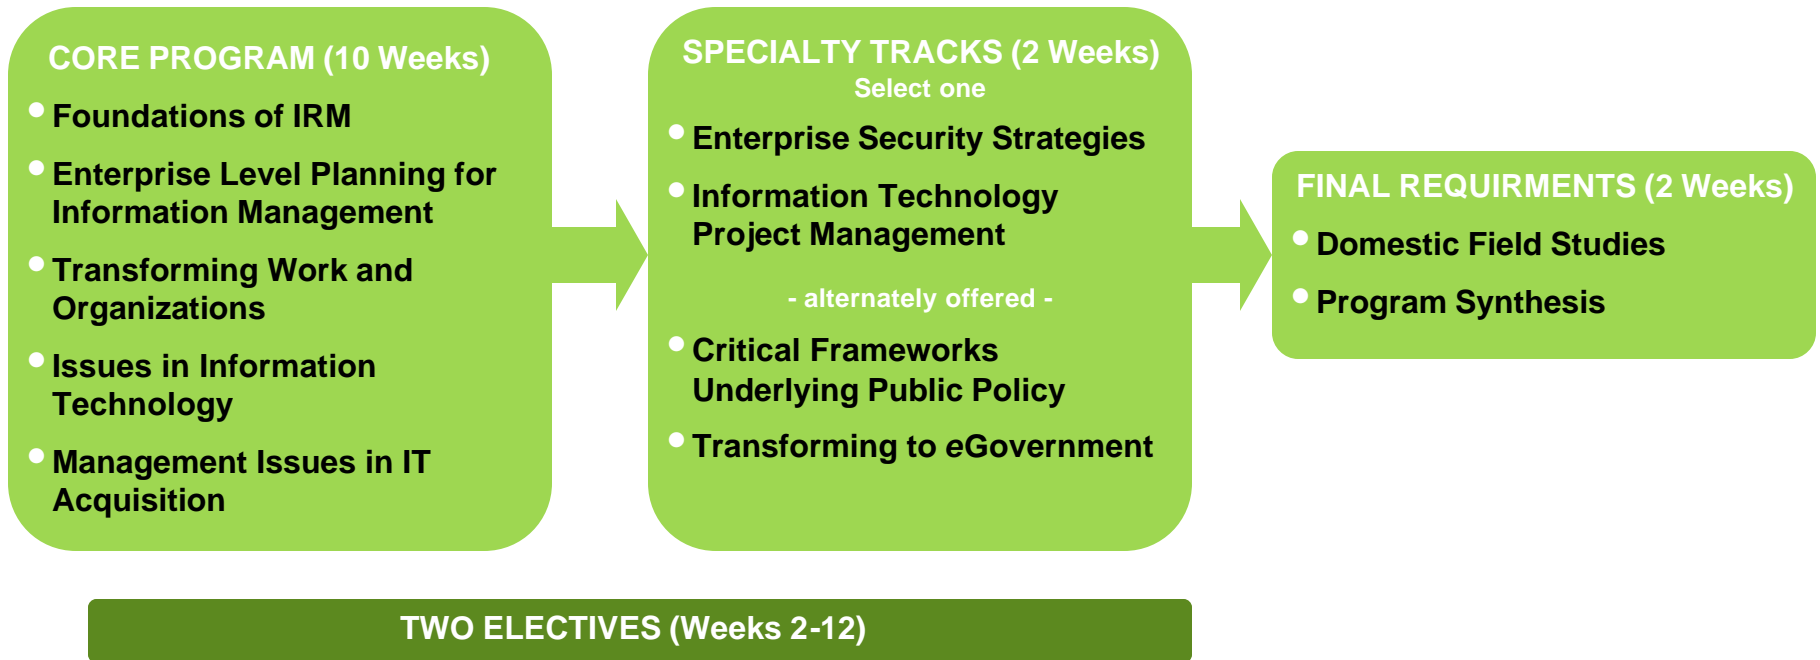 CORE PROGRAM (10 Weeks)
• Foundations of IRM
• Enterprise Level Planning for
Information Management
• Transforming Work and
Organizations
• Issues in Information
Technology
• Management Issues in IT
Acquisition
SPECIALTY TRACKS (2 Weeks)
Select one
• Enterprise Security Strategies
• Information Technology
Project Management
- alternately offered -
• Critical Frameworks
Underlying Public Policy
• Transforming to eGovernment
FINAL REQUIRMENTS (2 Weeks)
• Domestic Field Studies
• Program Synthesis
TWO ELECTIVES (Weeks 2-12)